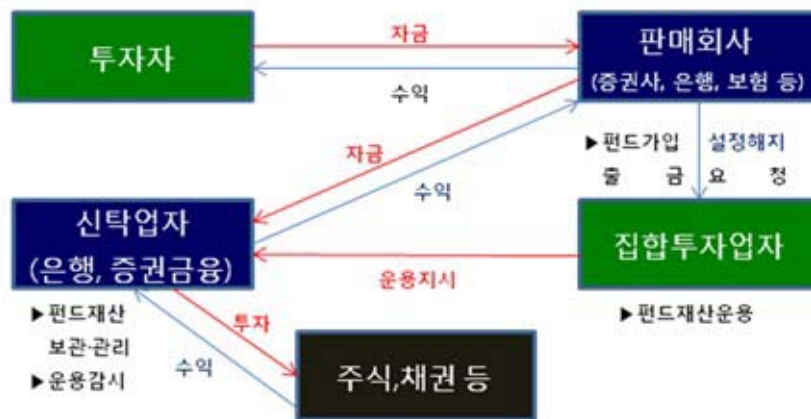 투자자
자금
수익
판매회사
(증권사, 은행, 보험 등)
▶펀드가입 설정해지
출 금 요 청
자금
수익
신탁업자
(은행, 증권금융)
집합투자업자
운용지시
▶펀드재산운용
▶펀드재산
보관·관리
▶운용감시
투자
수익
주식,채권 등